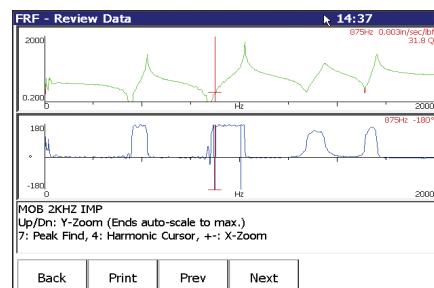 FRF - Review Data 14:37
2000
875Hz 0.803in/sec/lbf
31.8 Q
0.200
0 Hz 2000
180
875Hz -180°
°
-180
0 Hz 2000
MOB 2KHZ IMP
Up/Dn: Y-Zoom (Ends auto-scale to max.)
7: Peak Find, 4: Harmonic Cursor, +-: X-Zoom
Back Print Prev Next